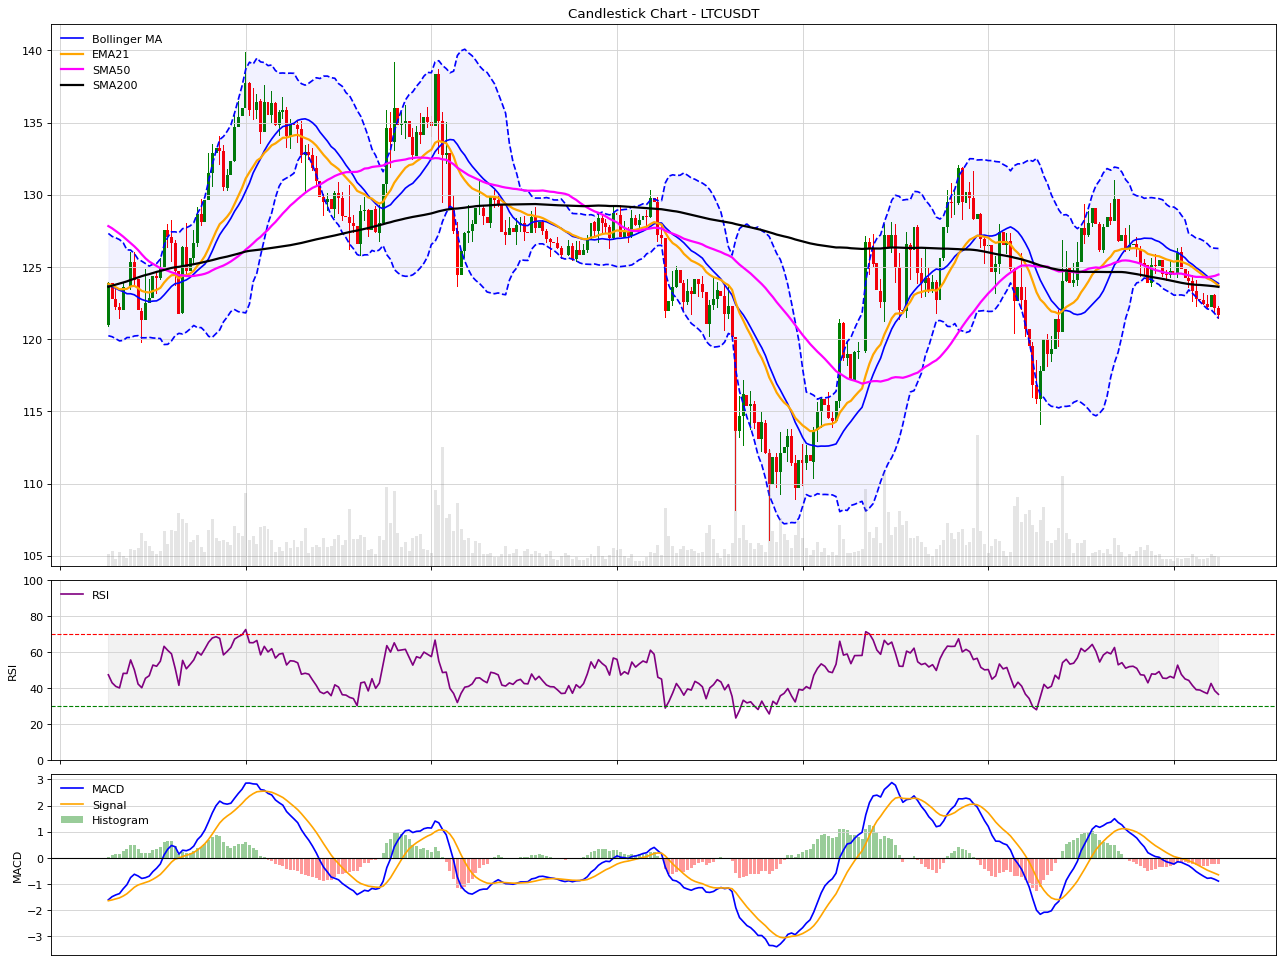 Candlestick Chart - LTCUSDT
Bollinger MA
EMA21
SMA50
SMA200
140
135
130
125
120
115
110
105
RSI
100
80
60
40
20
0
RSI
MACD
Signal
Histogram
3
2
1
0
−1
−2
−3
MACD